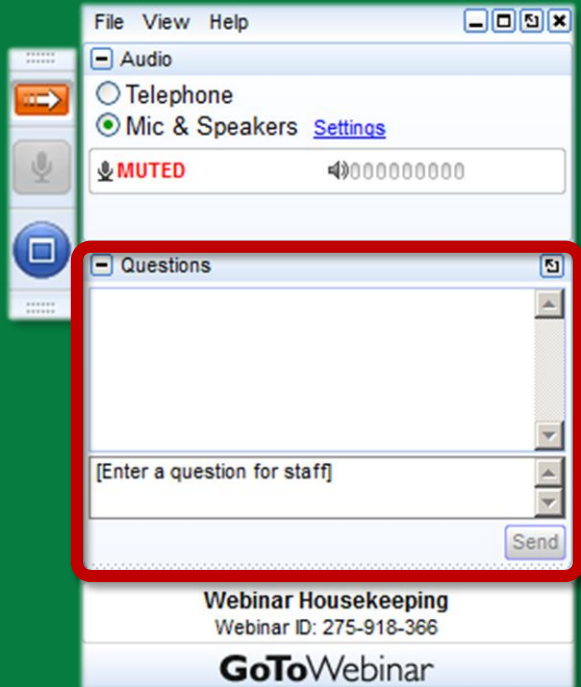 File View Help
Audio
Telephone
Mic & Speakers Settings
MUTED
Questions
[Enter a question for staff]
Send
Webinar Housekeeping
Webinar ID: 275-918-366
GoToWebinar